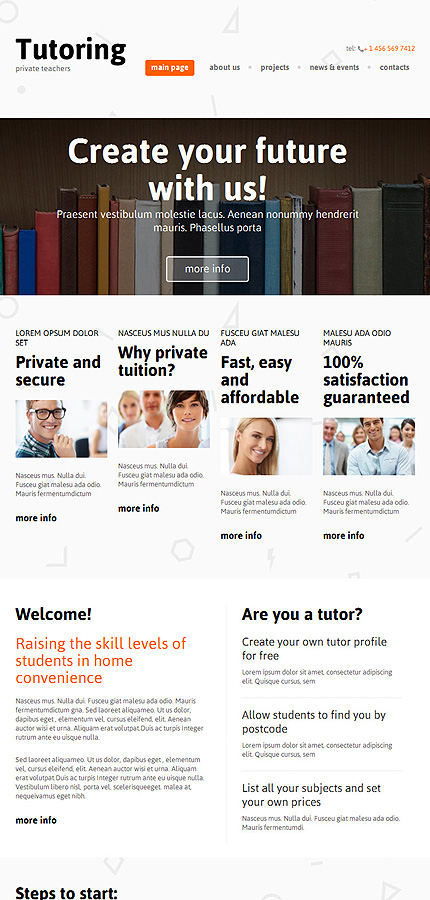 Tutoring
private teachers
tel: + 1 456 569 7412
main page
about us
projects
news & events
contacts
Create your future
with us!
Praesent vestibulum molestie lacus. Aenean nonummy hendrerit
mauris. Phasellus porta
more info
LOREM OPSUM DOLOR
SET
Private and
secure
Nasceus mus. Nulla dui.
Fusceu giat malesu ada odio.
Mauris fermentumdictum
more info
NASCEUS MUS NULLA DU
Why private
tuition?
Nasceus mus. Nulla dui.
Fusceu giat malesu ada odio.
Mauris fermentumdictum
more info
FUSCEU GIAT MALESU
ADA
Fast, easy
and
affordable
Nasceus mus. Nulla dui.
Fusceu giat malesu ada odio.
Mauris fermentumdictum
more info
MALESU ADA ODIO
MAURIS
100%
satisfaction
guaranteed
Nasceus mus. Nulla dui.
Fusceu giat malesu ada odio.
Mauris fermentumdictum
more info
Welcome!
Raising the skill levels of
students in home
convenience
Nasceus mus. Nulla dui. Fusceu giat malesu ada odio. Mauris
fermentumdictum gna. Sed laoreet aliquameo. Ut us dolor,
dapibus eget , elementum vel, cursus eleifend, elit. Aenean
auctor wisi et urna. Aliquam erat volutpat.Duis ac turpis Integer
rutrum ante eu uisque nulla.
Sed laoreet aliquameo. Ut us dolor, dapibus eget , elementum
vel, cursus eleifend, elit. Aenean auctor wisi et urna. Aliquam
erat volutpat Duis ac turpis Integer rutrum ante eu uisque nulla.
Vestibulum libero nisl, porta vel, scelerisqueeget. malea at,
nequeivamus eget nibh.
more info
Are you a tutor?
Create your own tutor profile
for free
Lorem ipsum dolor sit amet, consectetur adipiscing
elit. Quisque cursus, sem
Allow students to find you by
postcode
Lorem ipsum dolor sit amet, consectetur adipiscing
elit. Quisque cursus, sem
List all your subjects and set
your own prices
Nasceus mus. Nulla dui. Fusceu giat malesu ada odio.
Mauris fermentumdi.
Steps to start: